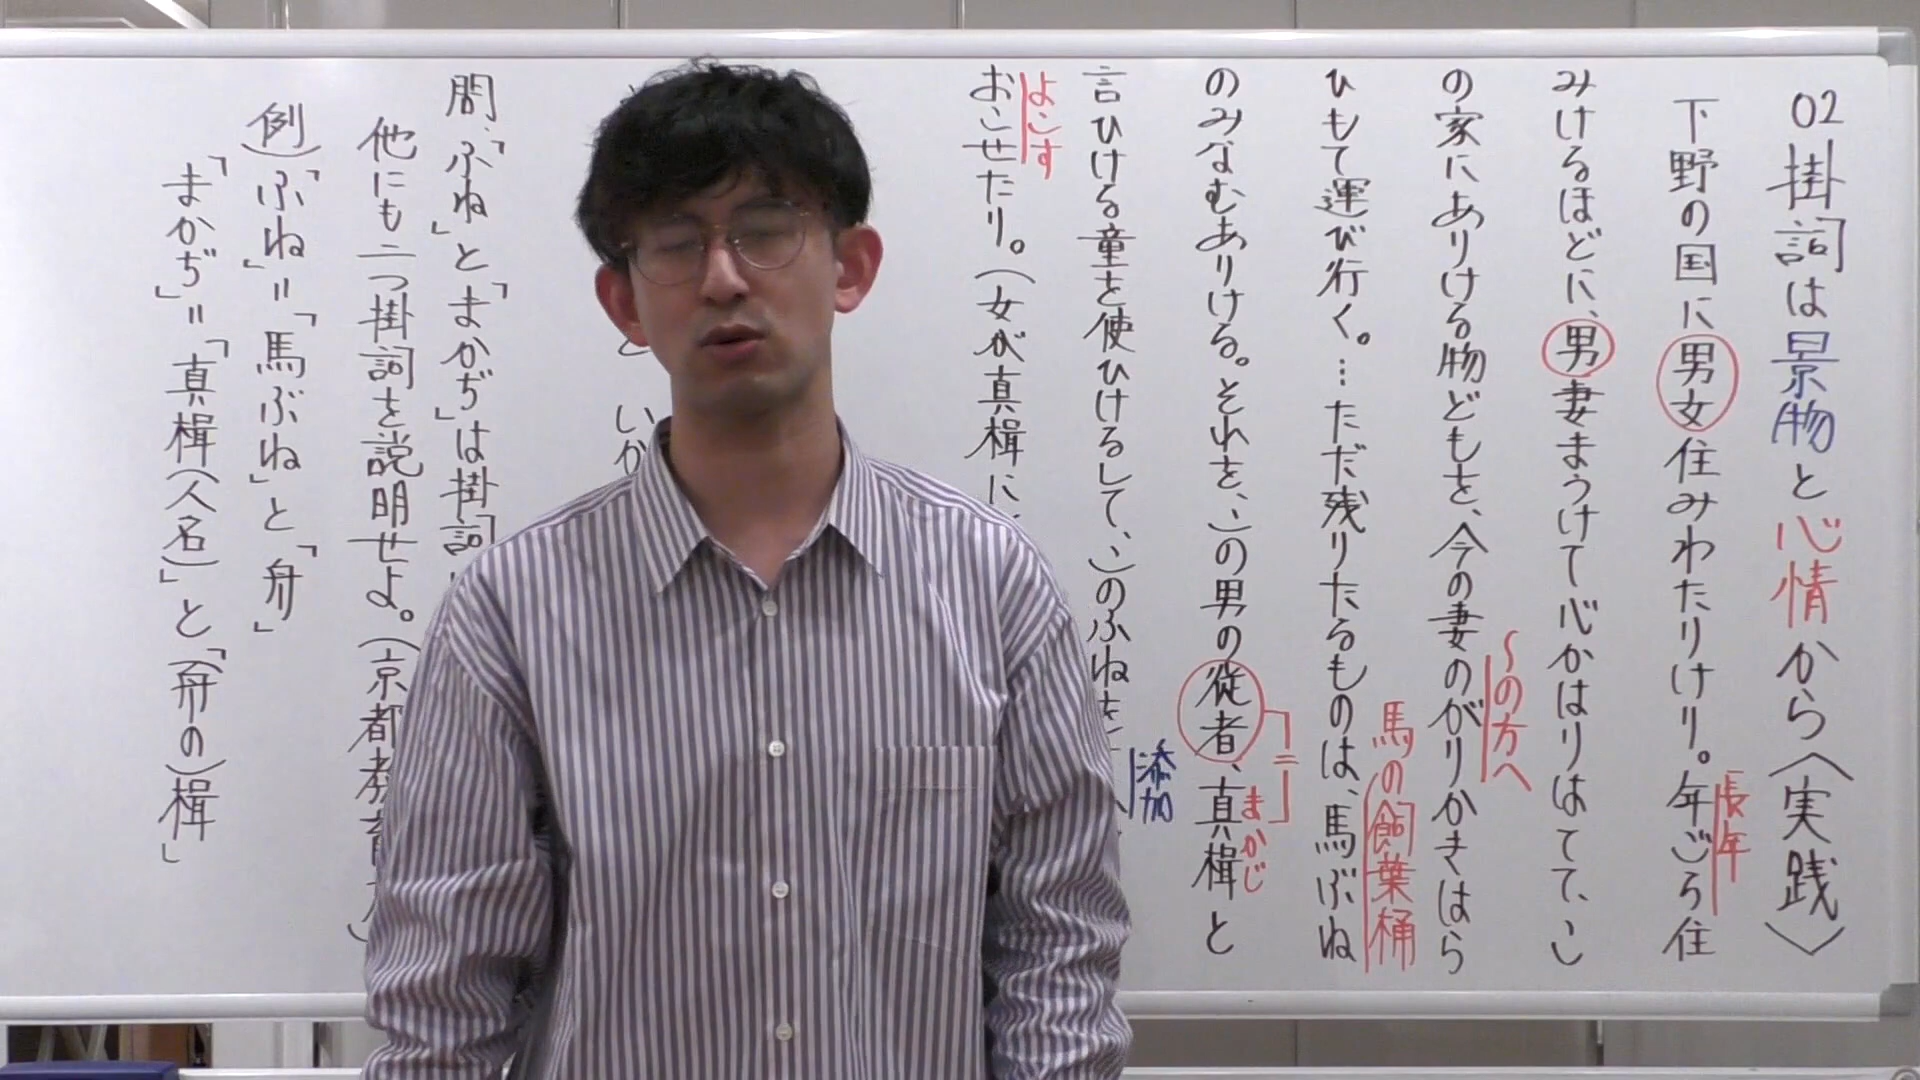 02 掛詞は景物と心情から〈実践〉
下野の国に男女住みわたりけり。年ごろ住
長年
みけるほどに、男妻まうけて心かはりはてて、こ
の家にありける物どもを、今の妻のがりかきはら
〜の方へ
ひもて運び行く。…ただ残りたるものは、馬ぶね
馬の飼葉桶
のみなむありける。それを、この男の従者、真楫と
まかじ
言ひける童を使ひけるして、このふねを
添加
おこせたり。(女が真楫に
よこす
いか
問、「ふね」と「まかぢ」は掛詞
他にも二つ掛詞を説明せよ。(京都教育大)
例)「ふね」=「馬ぶね」と「舟」
「まかぢ」=「真楫(人名)」と「(舟の)楫」